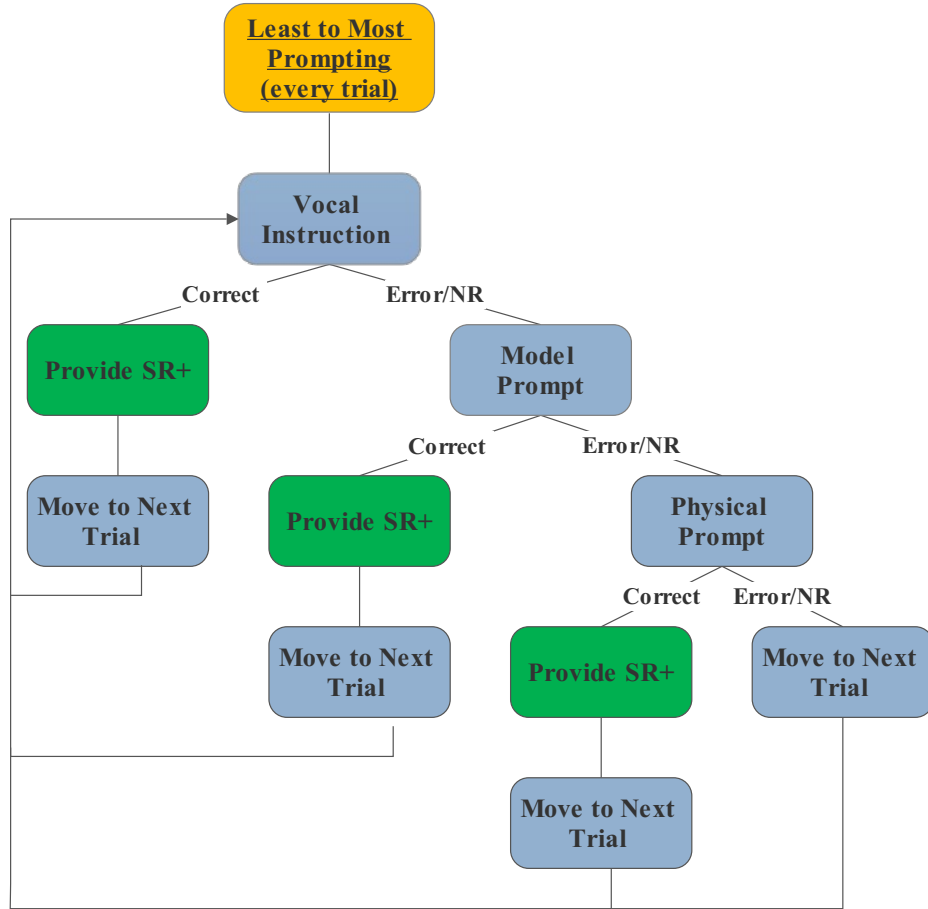 Least to Most
Prompting
(every trial)
Vocal
Instruction
Correct
Error/NR
Provide SR+
Model
Prompt
Correct
Error/NR
Move to Next
Trial
Provide SR+
Physical
Prompt
Correct
Error/NR
Move to Next
Trial
Provide SR+
Move to Next
Trial
Move to Next
Trial